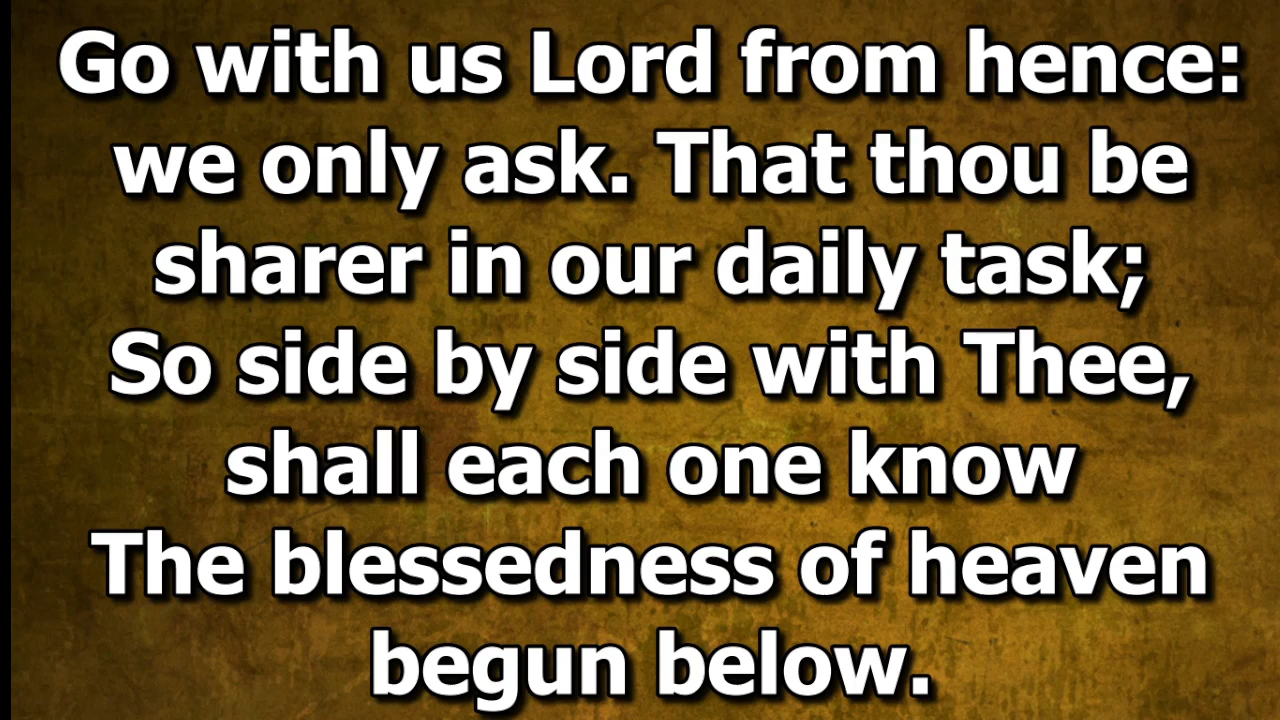 Go with us Lord from hence:
we only ask. That thou be
sharer in our daily task;
So side by side with Thee,
shall each one know
The blessedness of heaven
begun below.